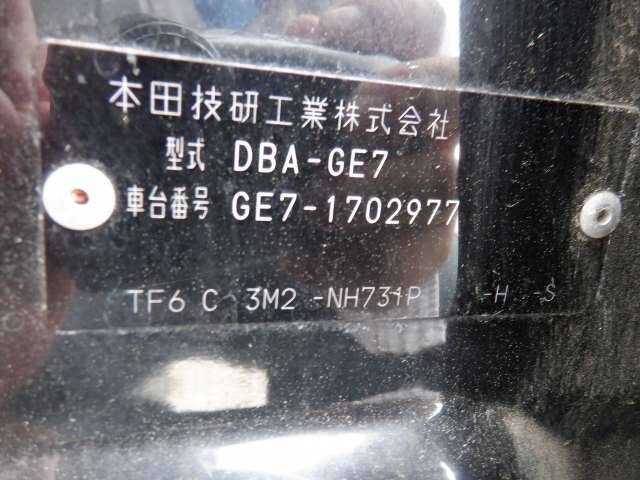 本田技研工業株式会社
型式 DBA-GE7
車台番号 GE7-1702977
TF6 C 3M2 -NH731P -H -S